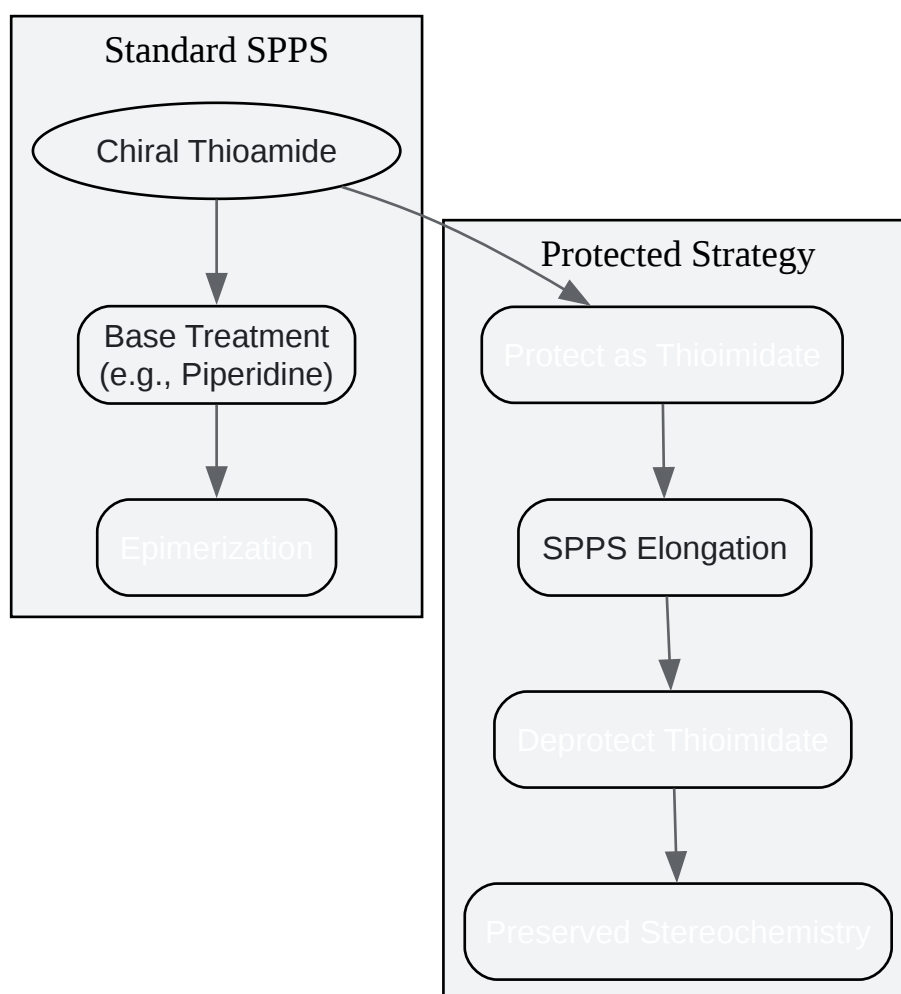 Standard SPPS
Chiral Thioamide
Base Treatment
(e.g., Piperidine)
Epimerization
Protected Strategy
Protect as Thioimidate
SPPS Elongation
Deprotect Thioimidate
Preserved Stereochemistry